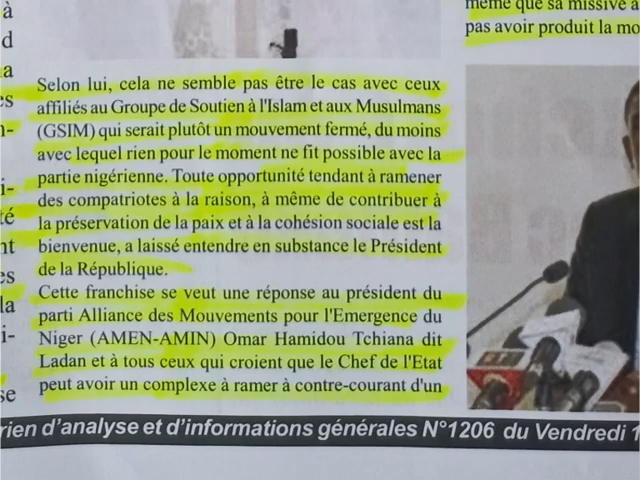 à
d
même que sa missive a
pas avoir produit la mo
Selon lui, cela ne semble pas être le cas avec ceux
affiliés au Groupe de Soutien à l'Islam et aux Musulmans
(GSIM) qui serait plutôt un mouvement fermé, du moins
avec lequel rien pour le moment ne fit possible avec la
partie nigérienne. Toute opportunité tendant à ramener
des compatriotes à la raison, à même de contribuer à
la préservation de la paix et à la cohésion sociale est la
bienvenue, a laissé entendre en substance le Président
de la République.
Cette franchise se veut une réponse au président du
parti Alliance des Mouvements pour l'Emergence du
Niger (AMEN-AMIN) Omar Hamidou Tchiana dit
Ladan et à tous ceux qui croient que le Chef de l'Etat
peut avoir un complexe à ramer à contre-courant d'un
rien d'analyse et d'informations générales N°1206 du Vendredi 1